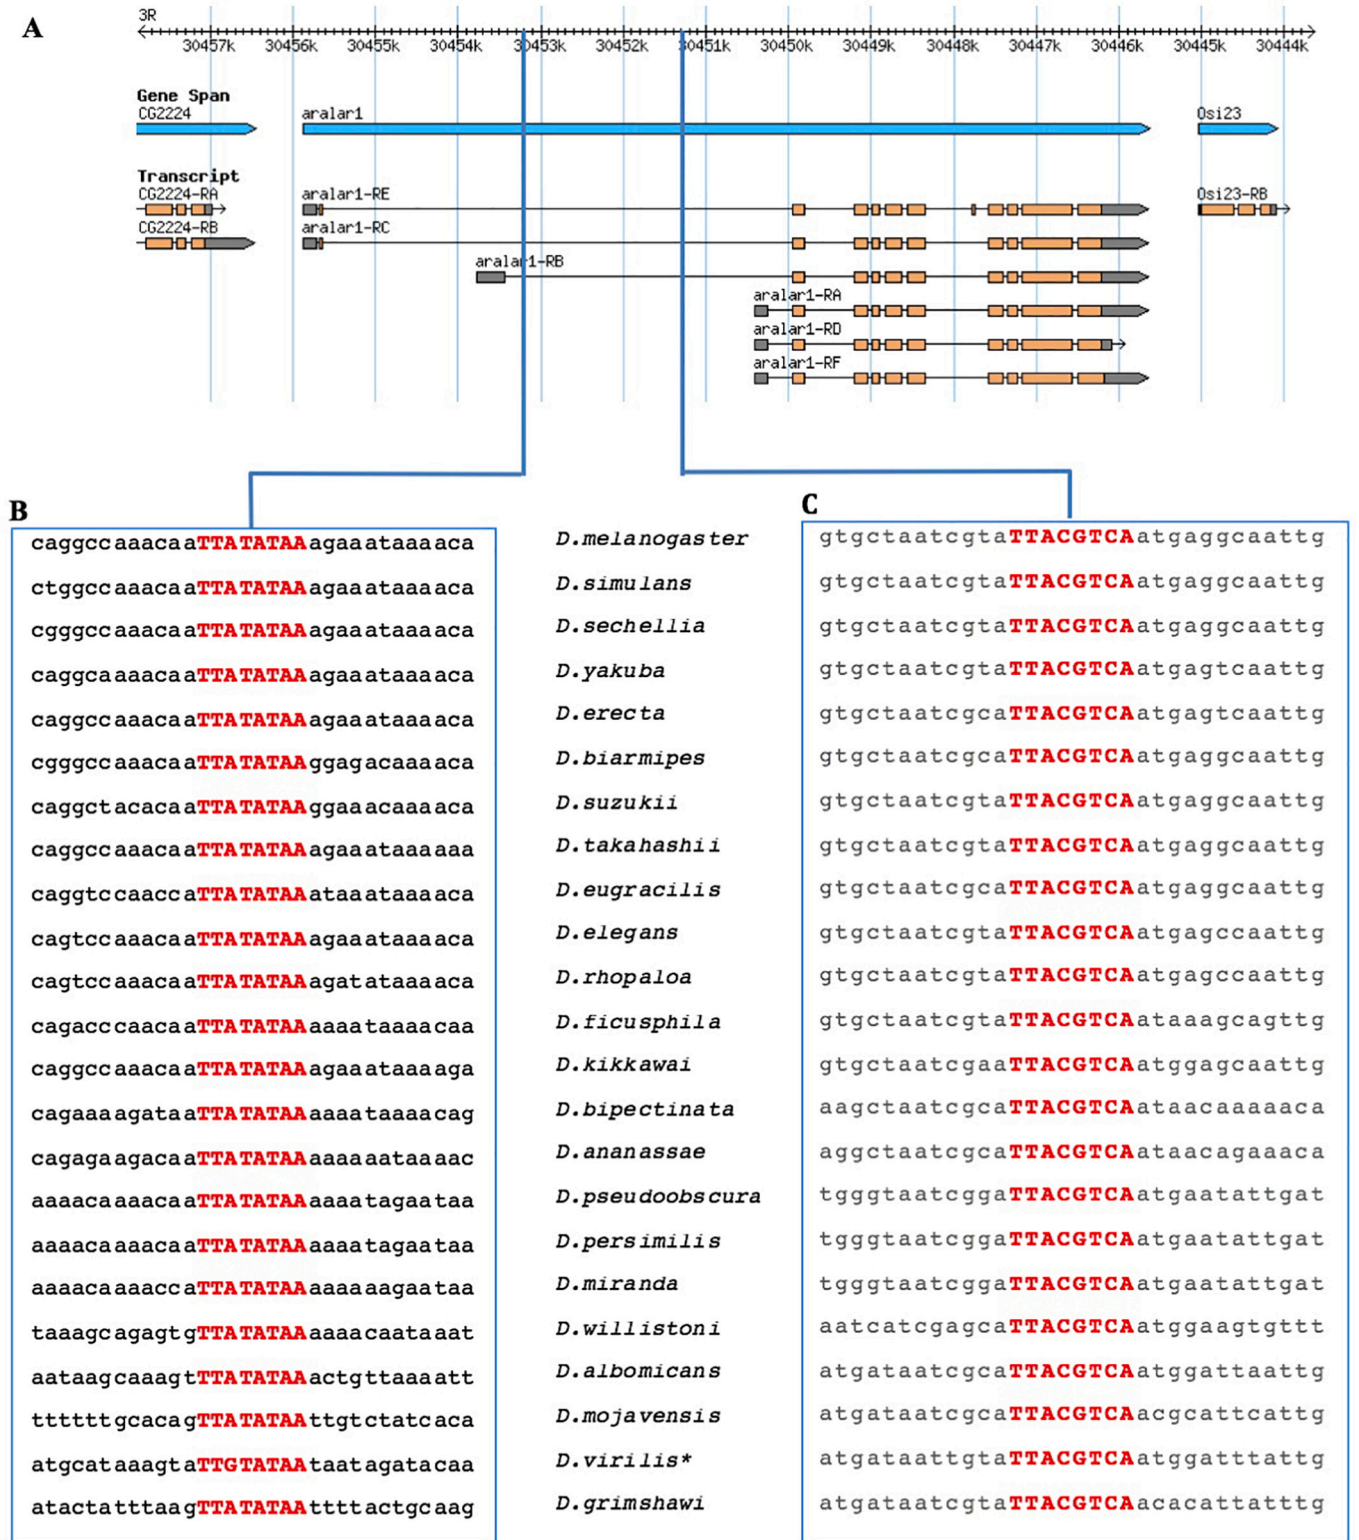 A
3R
30457k 30456k 30455k 30454k 30453k 30452k 30451k 30450k 30449k 30448k 30447k 30446k 30445k 30444k
Gene Span
CG2224 aralar1 Osi23
Transcript
CG2224-RA aralar1-RE Osi23-RB
CG2224-RB aralar1-RC
aralar1-RB
aralar1-RA
aralar1-RD
aralar1-RF
B C
caggccaaacaaTTATATAAagaaataaaaca D.melanogaster gtgctaatcgtaTTACGTCAatgaggcaattg
ctggccaaacaaTTATATAAagaaataaaaca D.simulans gtgctaatcgtaTTACGTCAatgaggcaattg
cgggccaaacaaTTATATAAagaaataaaaca D.sechellia gtgctaatcgtaTTACGTCAatgaggcaattg
caggccaaacaaTTATATAAagaaataaaaca D.yakuba gtgctaatcgtaTTACGTCAatgagtcaattg
caggccaaacaaTTATATAAagaaataaaaca D.erecta gtgctaatcgcaTTACGTCAatgagtcaattg
cgggccaaacaaTTATATAAggagacaaaaca D.biarmipes gtgctaatcgcaTTACGTCAatgaggcaattg
caggctacacaaTTATATAAggaaacaaaaca D.suzukii gtgctaatcgtaTTACGTCAatgaggcaattg
caggccaaacaaTTATATAAagaaataaaaaa D.takahashii gtgctaatcgtaTTACGTCAatgaggcaattg
caggtccaaccaTTATATAAataaataaaaca D.eugracilis gtgctaatcgcaTTACGTCAatgaggcaattg
cagtccaaacaaTTATATAAagaaataaaaca D.elegans gtgctaatcgtaTTACGTCAatgagccaattg
cagtccaaacaaTTATATAAagatataaaaca D.rhopaloa gtgctaatcgtaTTACGTCAatgagccaattg
cagacccaacaaTTATATAAaaaataaaacaa D.ficusphila gtgctaatcgtaTTACGTCAataaagcagttg
caggccaaacaaTTATATAAagaaataaaaga D.kikkawai gtgctaatcgaaTTACGTCAatggagcaattg
cagaaaagataaTTATATAAaaaataaaacag D.bipectinata aagctaatcgcaTTACGTCAataacaaaaaca
cagagaagacaaTTATATAAaaaaaataaaac D.ananassae aggctaatcgcaTTACGTCAataacagaaaca
aaaacaaaacaaTTATATAAaaaatagaataa D.pseudoobscura tgggtaatcggaTTACGTCAatgaatattgat
aaaacaaaacaaTTATATAAaaaatagaataa D.persimilis tgggtaatcggaTTACGTCAatgaatattgat
aaaacaaaaccaTTATATAAaaaaaagaataa D.miranda tgggtaatcggaTTACGTCAatgaatattgat
taaagcagagtgTTATATAAaaaacaataaat D.willistoni aatcatcgagcaTTACGTCAatggaagtgttt
aataagcaaagtTTATATAAactgttaaaatt D.albomicans atgataatcgcaTTACGTCAatggattaattg
ttttttgcacagTTATATAAttgtctatcaca D.mojavensis atgataatcgcaTTACGTCAacgcattcattg
atgcataaagtaTTGTATAAtaatagatacaa D.virilis* atgataattgtaTTACGTCAatggatttattg
atactatttaagTTATATAAttttactgcaag D.grimshawi atgataatcgtaTTACGTCAacacattatttg